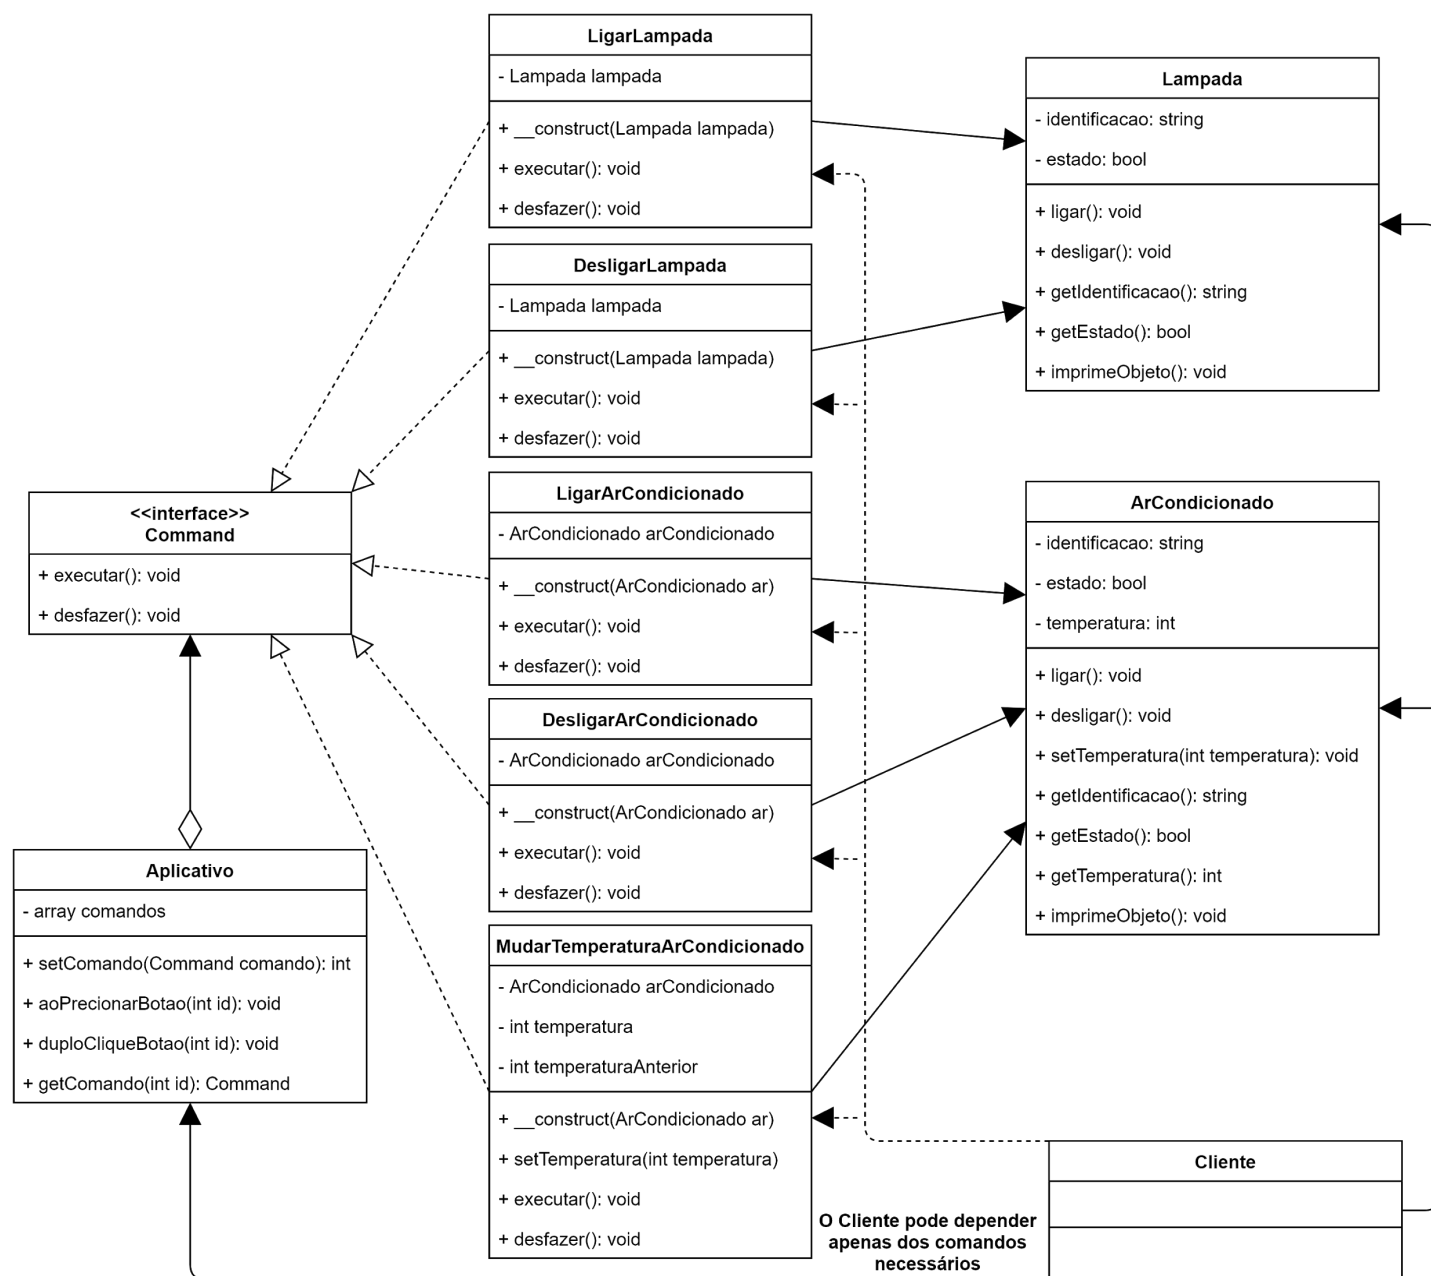 LigarLampada
- Lampada lampada
+ __construct(Lampada lampada)
+ executar(): void
+ desfazer(): void
Lampada
- identificacao: string
- estado: bool
+ ligar(): void
+ desligar(): void
+ getIdentificacao(): string
+ getEstado(): bool
+ imprimeObjeto(): void
DesligarLampada
- Lampada lampada
+ __construct(Lampada lampada)
+ executar(): void
+ desfazer(): void
<<interface>>
Command
+ executar(): void
+ desfazer(): void
LigarArCondicionado
- ArCondicionado arCondicionado
+ __construct(ArCondicionado ar)
+ executar(): void
+ desfazer(): void
ArCondicionado
- identificacao: string
- estado: bool
- temperatura: int
+ ligar(): void
+ desligar(): void
+ setTemperatura(int temperatura): void
+ getIdentificacao(): string
+ getEstado(): bool
+ getTemperatura(): int
+ imprimeObjeto(): void
DesligarArCondicionado
- ArCondicionado arCondicionado
+ __construct(ArCondicionado ar)
+ executar(): void
+ desfazer(): void
Aplicativo
- array comandos
+ setComando(Command comando): int
+ aoPrecionarBotao(int id): void
+ duploCliqueBotao(int id): void
+ getComando(int id): Command
MudarTemperaturaArCondicionado
- ArCondicionado arCondicionado
- int temperatura
- int temperaturaAnterior
+ __construct(ArCondicionado ar)
+ setTemperatura(int temperatura)
+ executar(): void
+ desfazer(): void
Cliente
O Cliente pode depender
apenas dos comandos
necessários